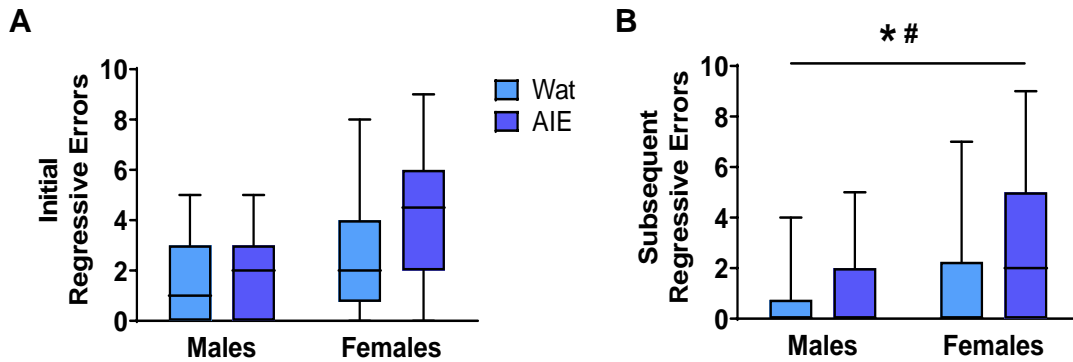 A
Initial
Regressive Errors
10
8
6
4
2
0
Males
Females
Wat
AIE
B
* #
Subsequent
Regressive Errors
10
8
6
4
2
0
Males
Females